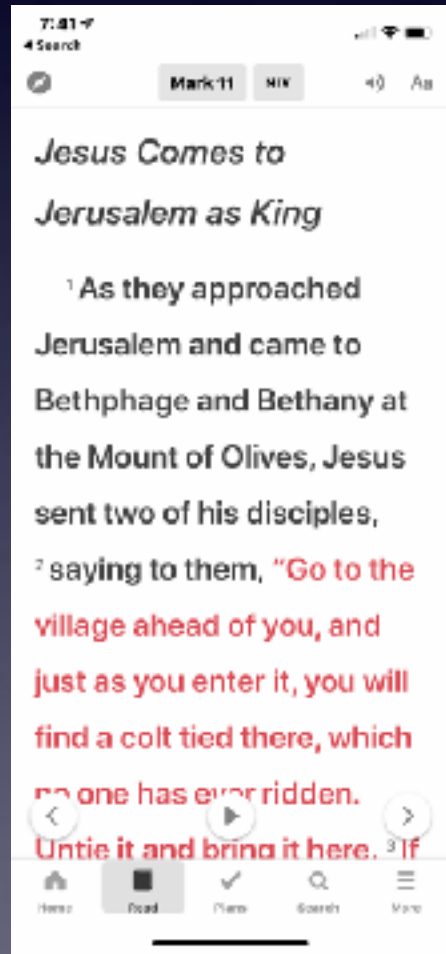 7:41
◀ Search
Mark 11 NIV AA
Jesus Comes to
Jerusalem as King
1 As they approached
Jerusalem and came to
Bethphage and Bethany at
the Mount of Olives, Jesus
sent two of his disciples,
2 saying to them, “Go to the
village ahead of you, and
just as you enter it, you will
find a colt tied there, which
no one has ever ridden.
Untie it and bring it here. 3 If
Home Read Plans Search More